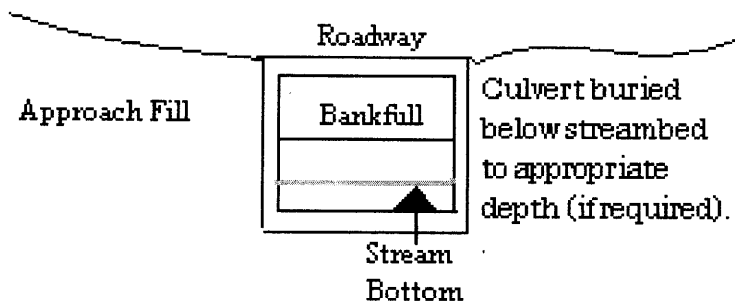 Roadway
Approach Fill
Bankfull
Culvert buried
below streambed
to appropriate
depth (if required).
Stream
Bottom